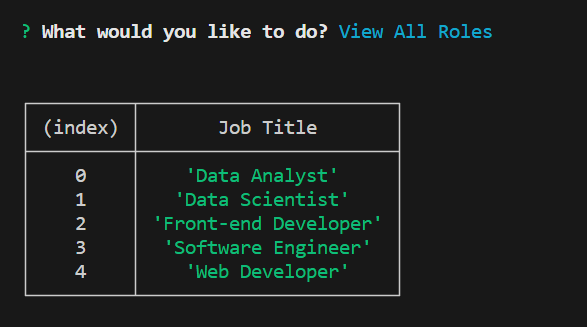 ? What would you like to do? View All Roles
(index) Job Title
0 'Data Analyst'
1 'Data Scientist'
2 'Front-end Developer'
3 'Software Engineer'
4 'Web Developer'